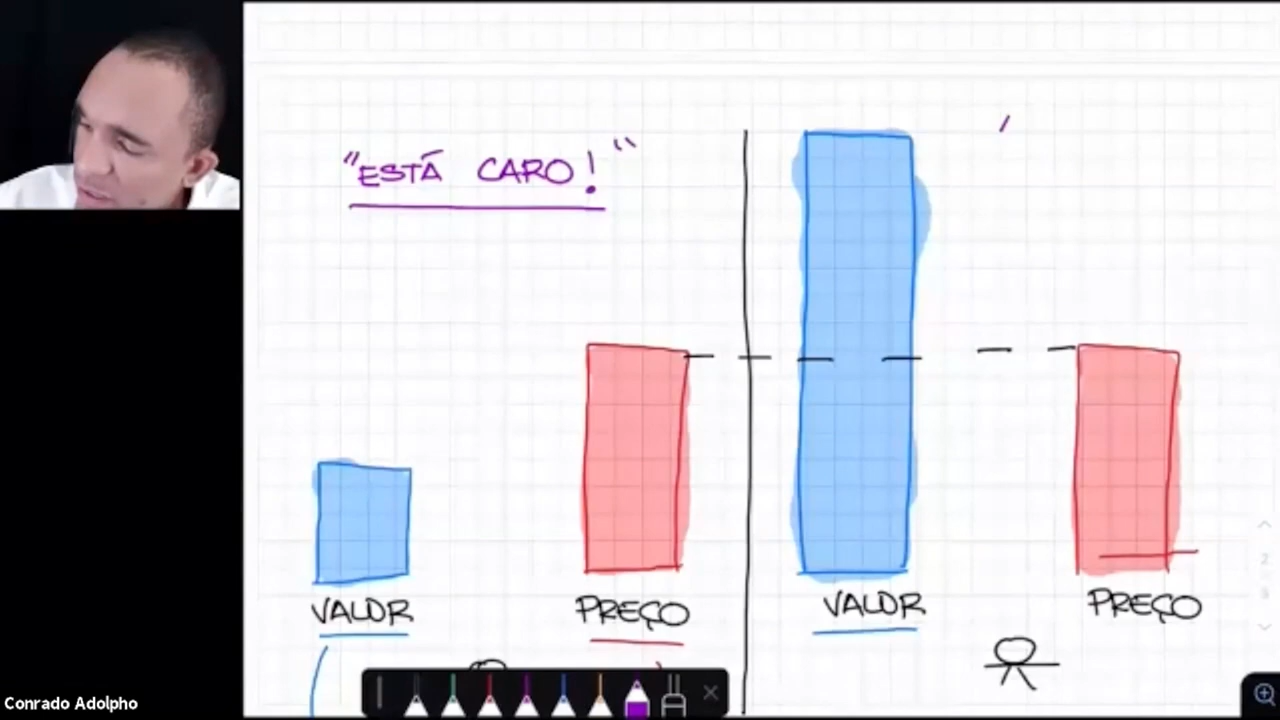 "ESTÁ CARO!"
VALOR
PREÇO
VALOR
PREÇO
Conrado Adolpho